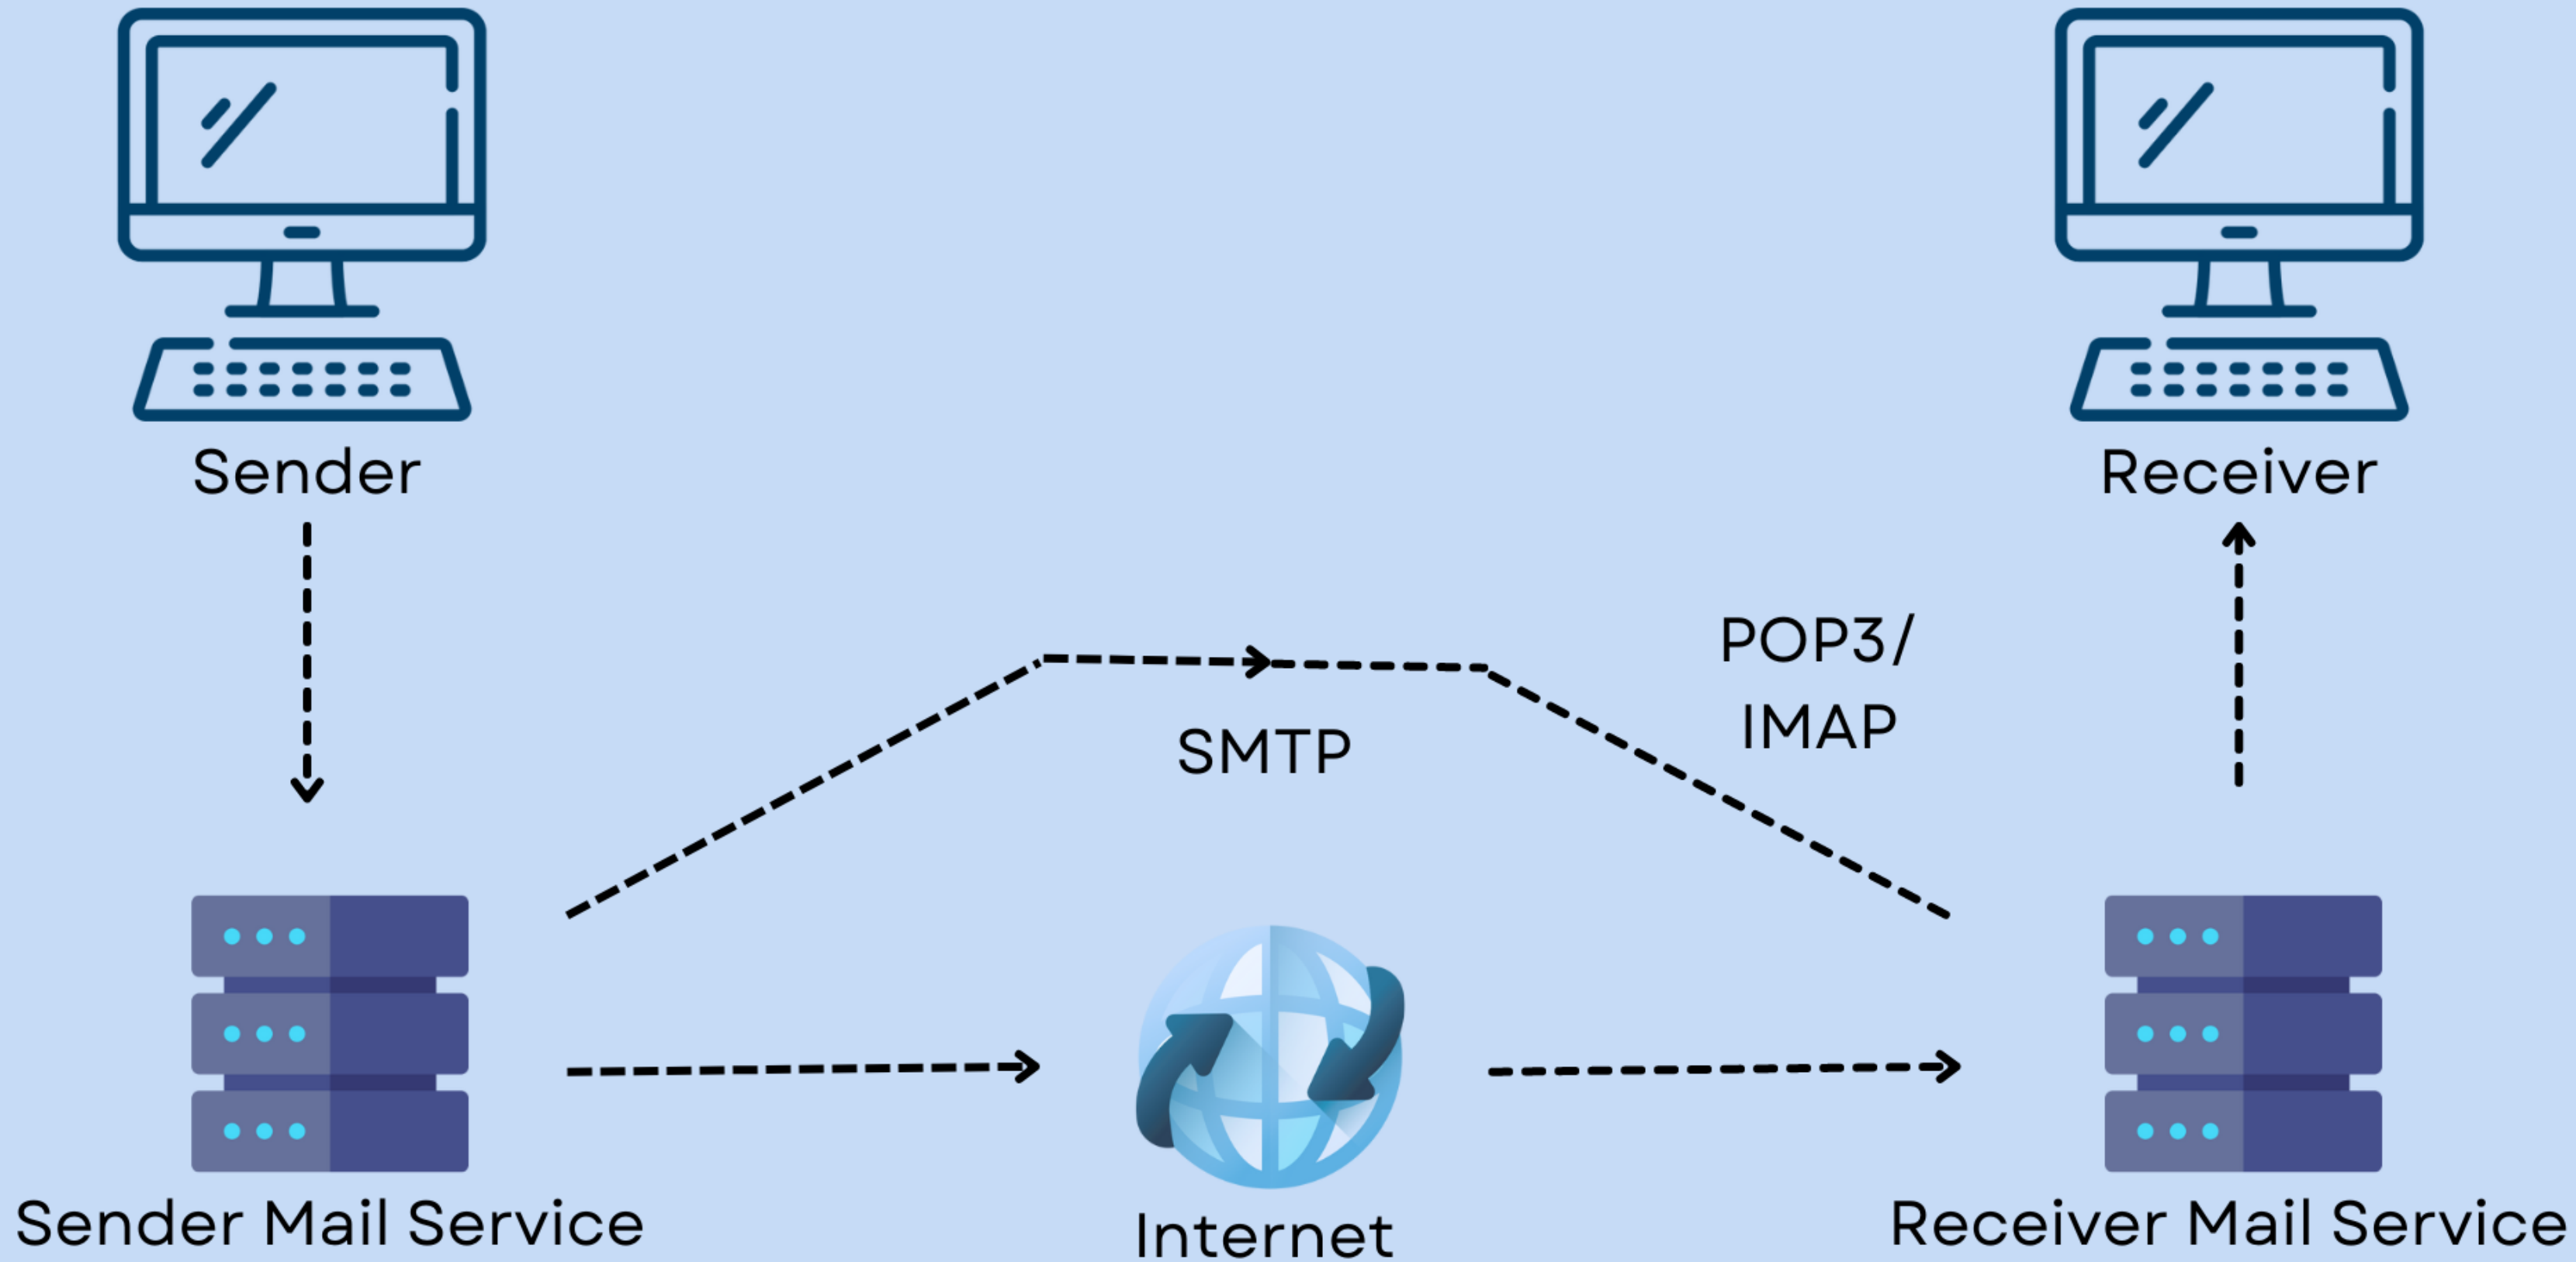 Sender
Receiver
POP3/
IMAP
SMTP
Sender Mail Service
Internet
Receiver Mail Service